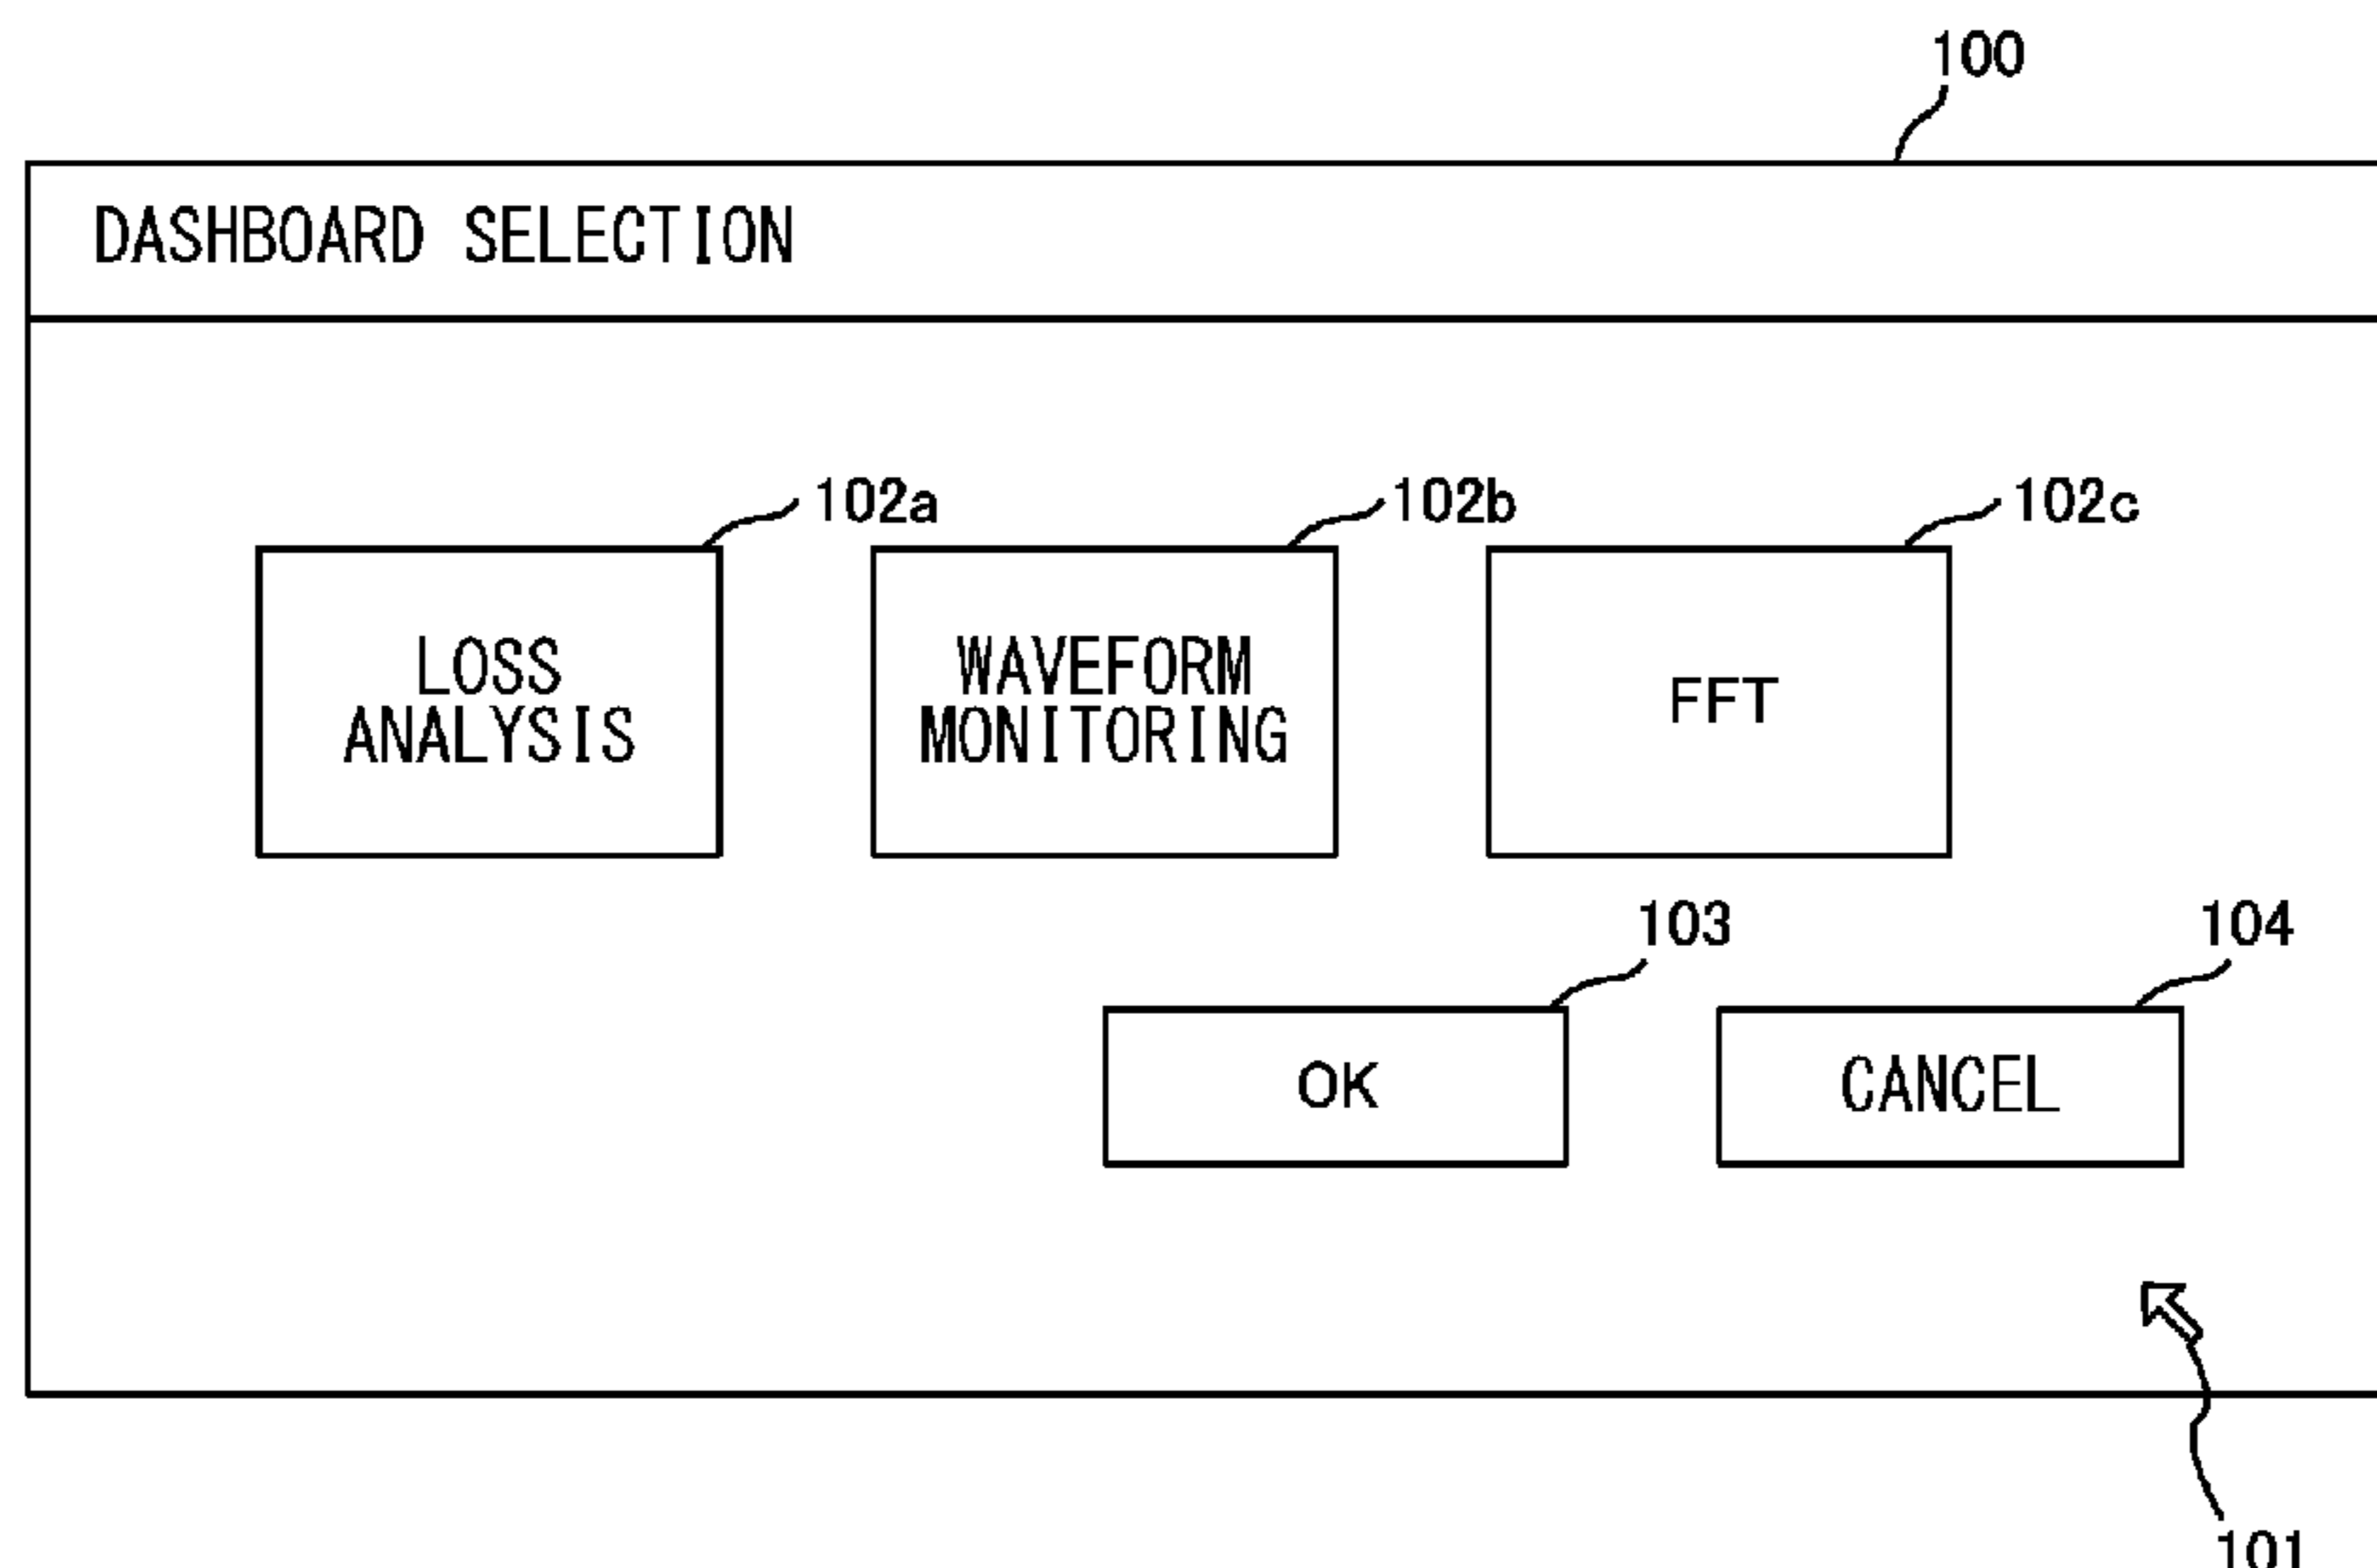 100
DASHBOARD SELECTION
102a 102b 102c
LOSS
ANALYSIS
WAVEFORM
MONITORING
FFT
103 104
OK CANCEL
101